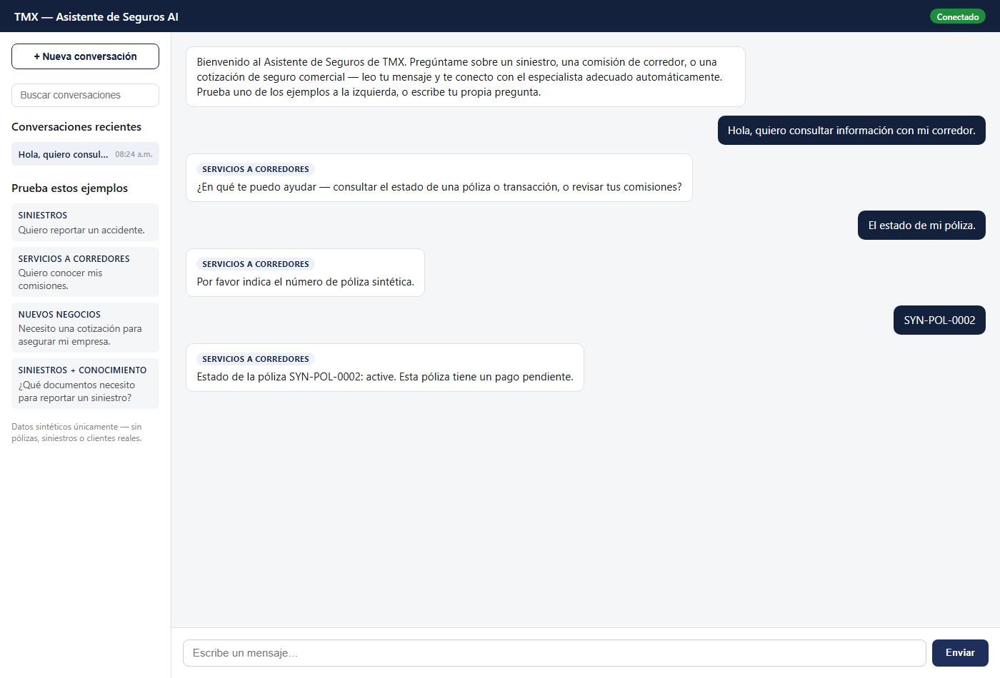 TMX — Asistente de Seguros AI
Conectado
+ Nueva conversación
Buscar conversaciones
Conversaciones recientes
Hola, quiero consul... 08:24 a.m.
Prueba estos ejemplos
SINIESTROS
Quiero reportar un accidente.
SERVICIOS A CORREDORES
Quiero conocer mis
comisiones.
NUEVOS NEGOCIOS
Necesito una cotización para
asegurar mi empresa.
SINIESTROS + CONOCIMIENTO
¿Qué documentos necesito
para reportar un siniestro?
Datos sintéticos únicamente — sin
pólizas, siniestros o clientes reales.
Bienvenido al Asistente de Seguros de TMX. Pregúntame sobre un siniestro, una comisión de corredor, o una
cotización de seguro comercial — leo tu mensaje y te conecto con el especialista adecuado automáticamente.
Prueba uno de los ejemplos a la izquierda, o escribe tu propia pregunta.
Hola, quiero consultar información con mi corredor.
SERVICIOS A CORREDORES
¿En qué te puedo ayudar — consultar el estado de una póliza o transacción, o revisar tus comisiones?
El estado de mi póliza.
SERVICIOS A CORREDORES
Por favor indica el número de póliza sintética.
SYN-POL-0002
SERVICIOS A CORREDORES
Estado de la póliza SYN-POL-0002: active. Esta póliza tiene un pago pendiente.
Escribe un mensaje...
Enviar